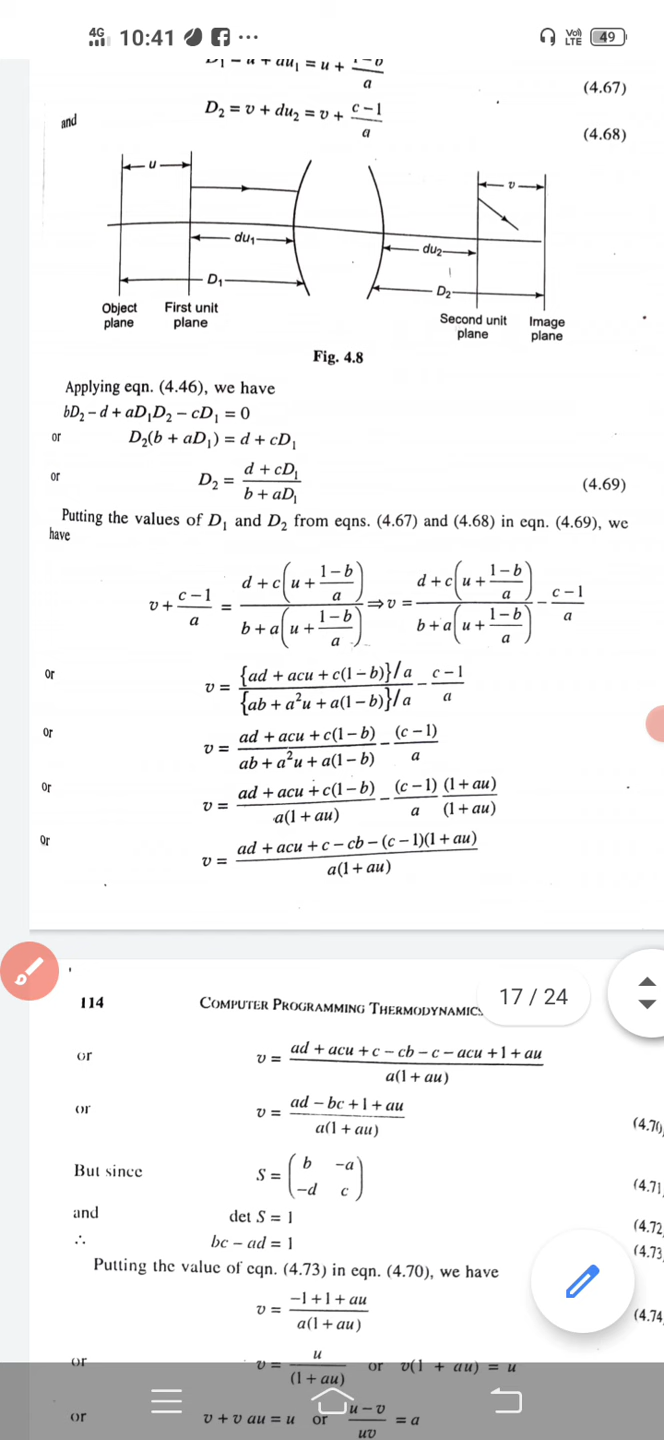 4G 10:41 ... Vo) LTE 49
D₁ = u + au₁ = u + (1 – b)/a (4.67)
and D₂ = v + du₂ = v + (c – 1)/a (4.68)
u
v
du₁
du₂
D₁
D₂
Object plane
First unit plane
Second unit plane
Image plane
Fig. 4.8
Applying eqn. (4.46), we have
bD₂ – d + aD₁D₂ – cD₁ = 0
or D₂(b + aD₁) = d + cD₁
or D₂ = (d + cD₁)/(b + aD₁) (4.69)
Putting the values of D₁ and D₂ from eqns. (4.67) and (4.68) in eqn. (4.69), we
have
v + (c – 1)/a = (d + c(u + (1 – b)/a))/(b + a(u + (1 – b)/a)) ⇒ v = (d + c(u + (1 – b)/a))/(b + a(u + (1 – b)/a)) – (c – 1)/a
or v = ({ad + acu + c(1 – b)}/a)/({ab + a²u + a(1 – b)}/a) – (c – 1)/a
or v = (ad + acu + c(1 – b))/(ab + a²u + a(1 – b)) – (c – 1)/a
or v = (ad + acu + c(1 – b))/(a(1 + au)) – (c – 1)/a (1 + au)/(1 + au)
or v = (ad + acu + c – cb – (c – 1)(1 + au))/(a(1 + au))
17 / 24
114 COMPUTER PROGRAMMING THERMODYNAMICS
or v = (ad + acu + c – cb – c – acu + 1 + au)/(a(1 + au))
or v = (ad – bc + 1 + au)/(a(1 + au)) (4.70)
But since S = (b –a
–d c) (4.71
and det S = 1 (4.72
∴ bc – ad = 1 (4.73
Putting the value of eqn. (4.73) in eqn. (4.70), we have
v = (–1 + 1 + au)/(a(1 + au)) (4.74
or v = u/(1 + au) or v(1 + au) = u
or v + v au = u or (u – v)/uv = a